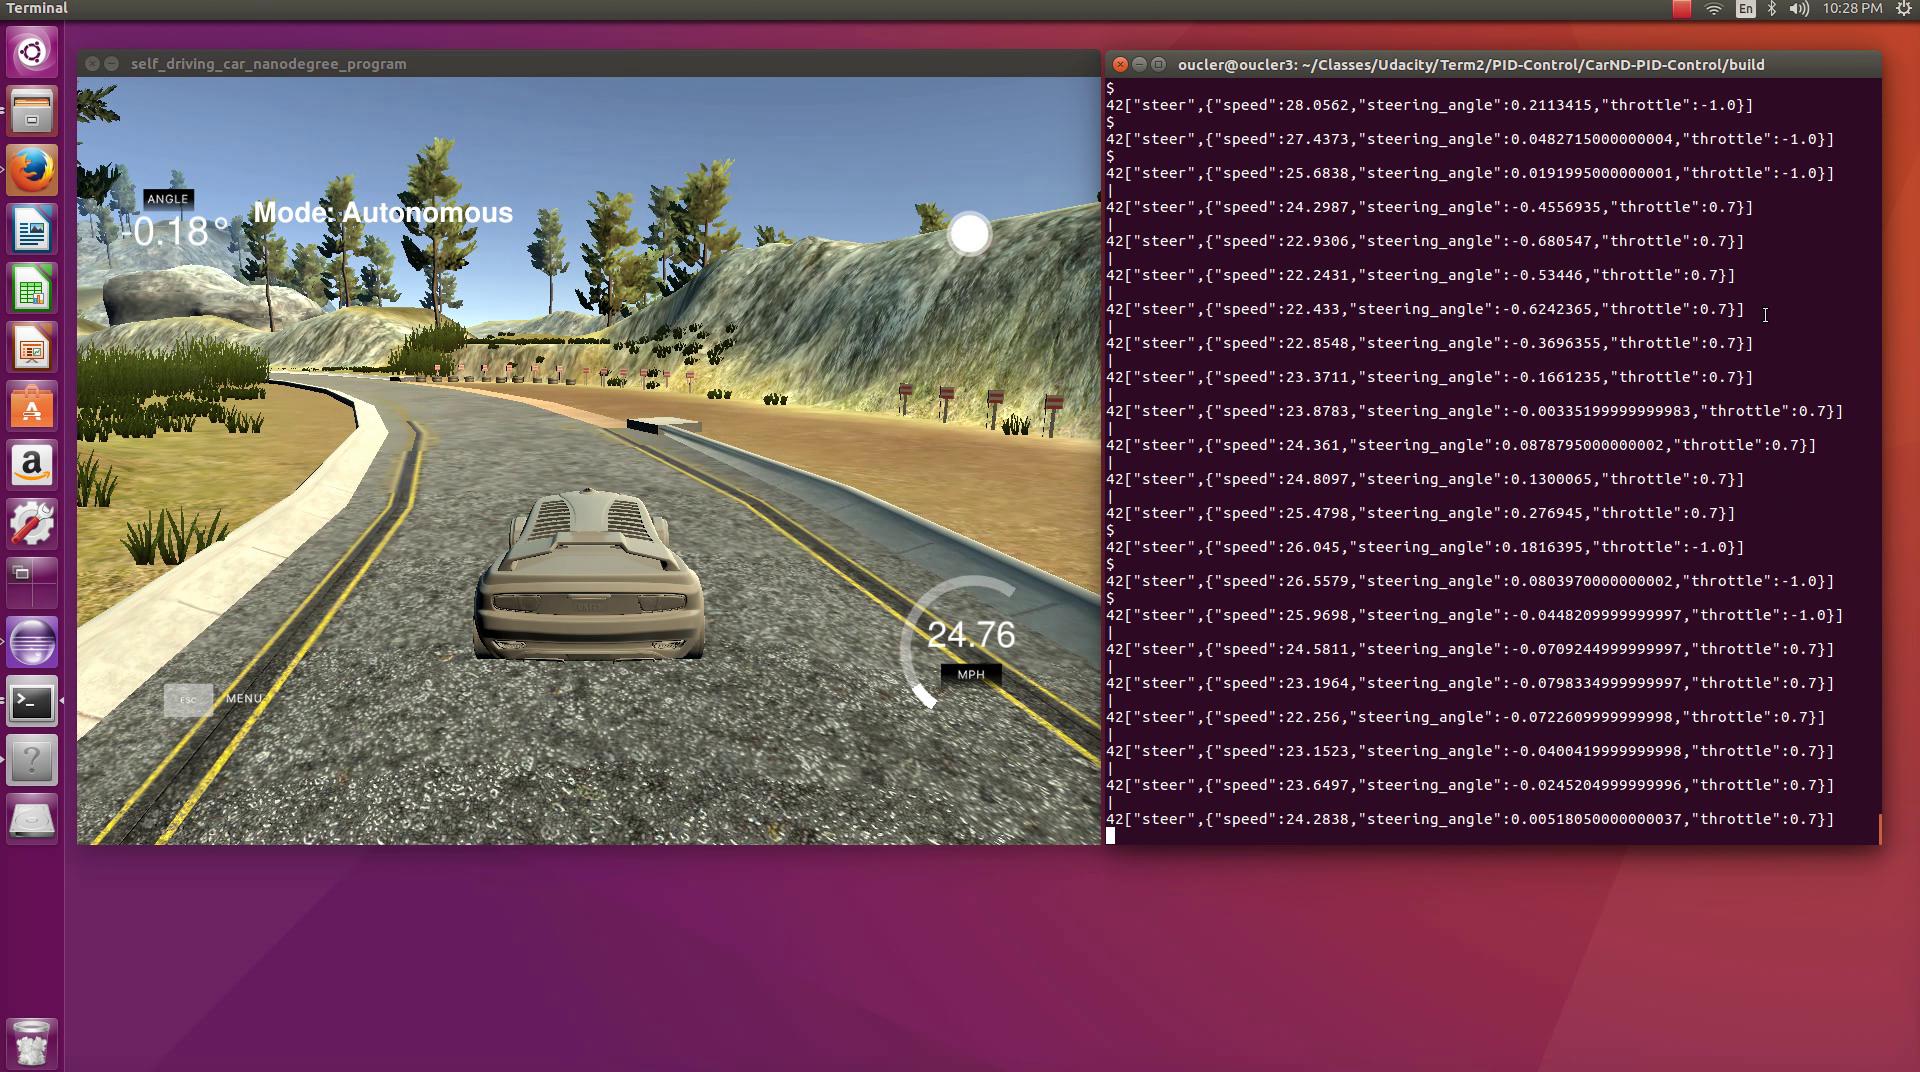 Terminal
En
10:28 PM
self_driving_car_nanodegree_program
ANGLE
-0.18°
Mode: Autonomous
24.76
MPH
ESC
MENU
a
?
oucler@oucler3: ~/Classes/Udacity/Term2/PID-Control/CarND-PID-Control/build
$
42["steer",{"speed":28.0562,"steering_angle":0.2113415,"throttle":-1.0}]
$
42["steer",{"speed":27.4373,"steering_angle":0.0482715000000004,"throttle":-1.0}]
$
42["steer",{"speed":25.6838,"steering_angle":0.0191995000000001,"throttle":-1.0}]
|
42["steer",{"speed":24.2987,"steering_angle":-0.4556935,"throttle":0.7}]
|
42["steer",{"speed":22.9306,"steering_angle":-0.680547,"throttle":0.7}]
|
42["steer",{"speed":22.2431,"steering_angle":-0.53446,"throttle":0.7}]
|
42["steer",{"speed":22.433,"steering_angle":-0.6242365,"throttle":0.7}]
|
42["steer",{"speed":22.8548,"steering_angle":-0.3696355,"throttle":0.7}]
|
42["steer",{"speed":23.3711,"steering_angle":-0.1661235,"throttle":0.7}]
|
42["steer",{"speed":23.8783,"steering_angle":-0.00335199999999983,"throttle":0.7}]
|
42["steer",{"speed":24.361,"steering_angle":0.0878795000000002,"throttle":0.7}]
|
42["steer",{"speed":24.8097,"steering_angle":0.1300065,"throttle":0.7}]
|
42["steer",{"speed":25.4798,"steering_angle":0.276945,"throttle":0.7}]
$
42["steer",{"speed":26.045,"steering_angle":0.1816395,"throttle":-1.0}]
$
42["steer",{"speed":26.5579,"steering_angle":0.0803970000000002,"throttle":-1.0}]
$
42["steer",{"speed":25.9698,"steering_angle":-0.0448209999999997,"throttle":-1.0}]
|
42["steer",{"speed":24.5811,"steering_angle":-0.0709244999999997,"throttle":0.7}]
|
42["steer",{"speed":23.1964,"steering_angle":-0.0798334999999997,"throttle":0.7}]
|
42["steer",{"speed":22.256,"steering_angle":-0.0722609999999998,"throttle":0.7}]
|
42["steer",{"speed":23.1523,"steering_angle":-0.0400419999999998,"throttle":0.7}]
|
42["steer",{"speed":23.6497,"steering_angle":-0.0245204999999996,"throttle":0.7}]
|
42["steer",{"speed":24.2838,"steering_angle":0.00518050000000037,"throttle":0.7}]